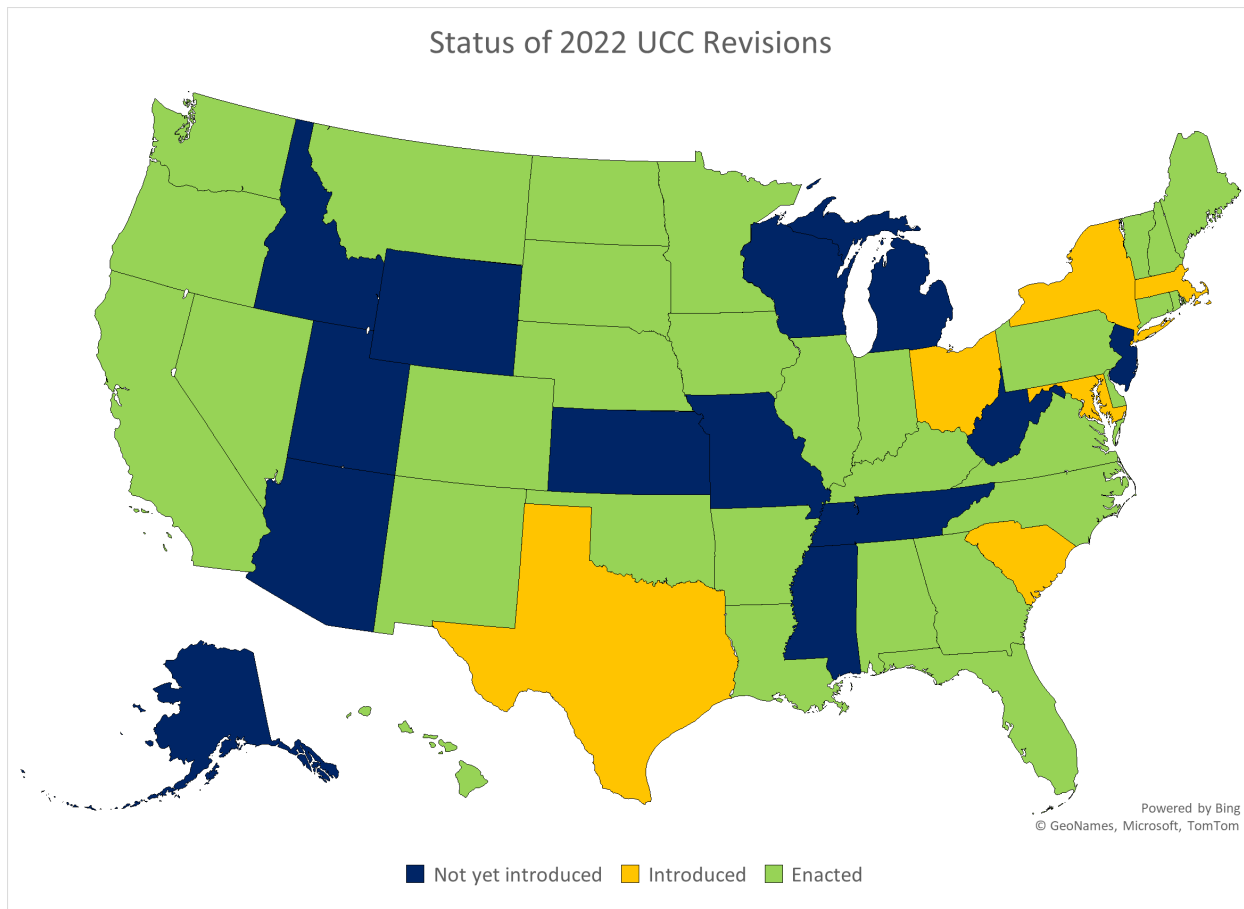 Status of 2022 UCC Revisions
Powered by Bing
© GeoNames, Microsoft, TomTom
Not yet introduced Introduced Enacted